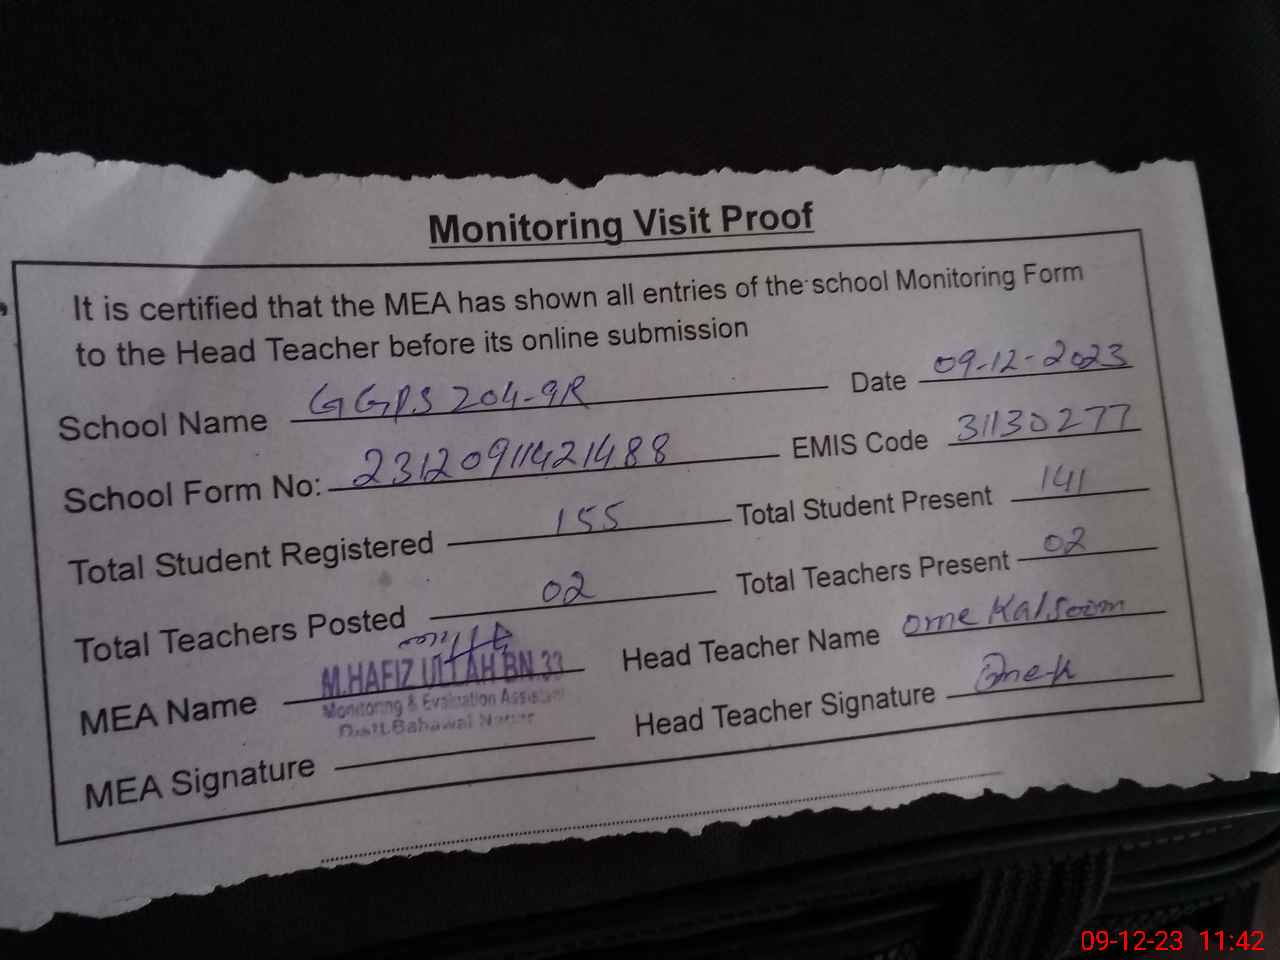 Monitoring Visit Proof
It is certified that the MEA has shown all entries of the school Monitoring Form
to the Head Teacher before its online submission
School Name GGPS 204-9R Date 09-12-2023
School Form No: 23120911421488 EMIS Code 31130277
Total Student Registered 155 Total Student Present 141
Total Teachers Posted 02 Total Teachers Present 02
MEA Name M.HAFIZ ULLAH BN.33 Head Teacher Name ome Kalsoom
Monitoring & Evaluation Assistant
Distt.Bahawal Nagar
MEA Signature Head Teacher Signature
09-12-23 11:42